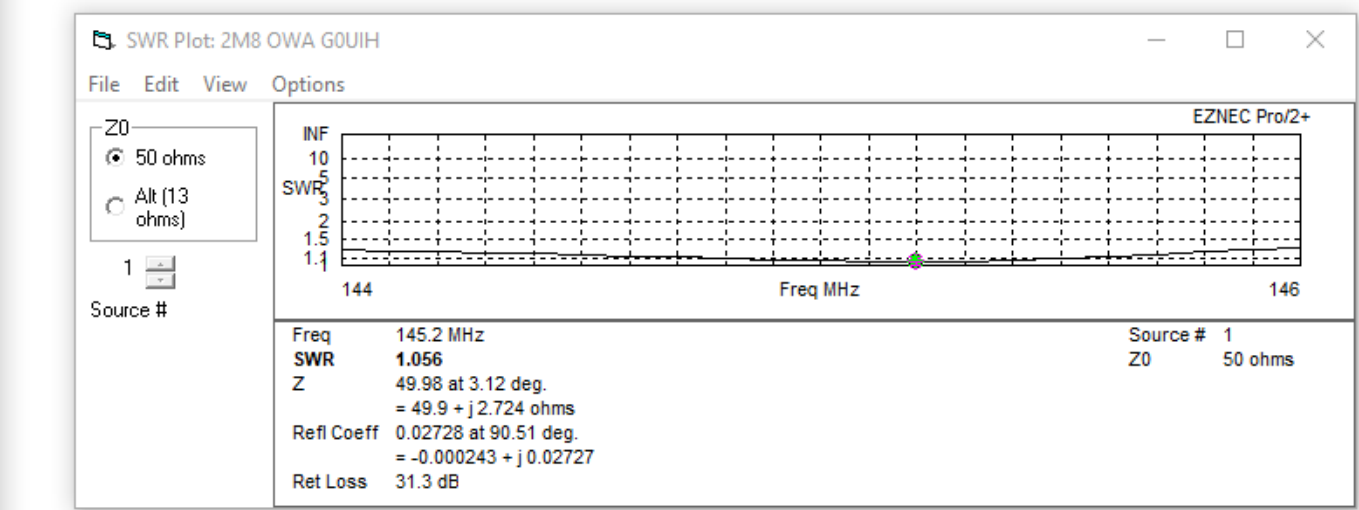 SWR Plot: 2M8 OWA G0UIH
File Edit View Options
Z0
50 ohms
Alt (13
ohms)
1
Source #
EZNEC Pro/2+
INF
10
5
SWR
3
2
1.5
1.1
1
144 Freq MHz 146
Freq 145.2 MHz Source # 1
SWR 1.056 Z0 50 ohms
Z 49.98 at 3.12 deg.
= 49.9 + j 2.724 ohms
Refl Coeff 0.02728 at 90.51 deg.
= -0.000243 + j 0.02727
Ret Loss 31.3 dB